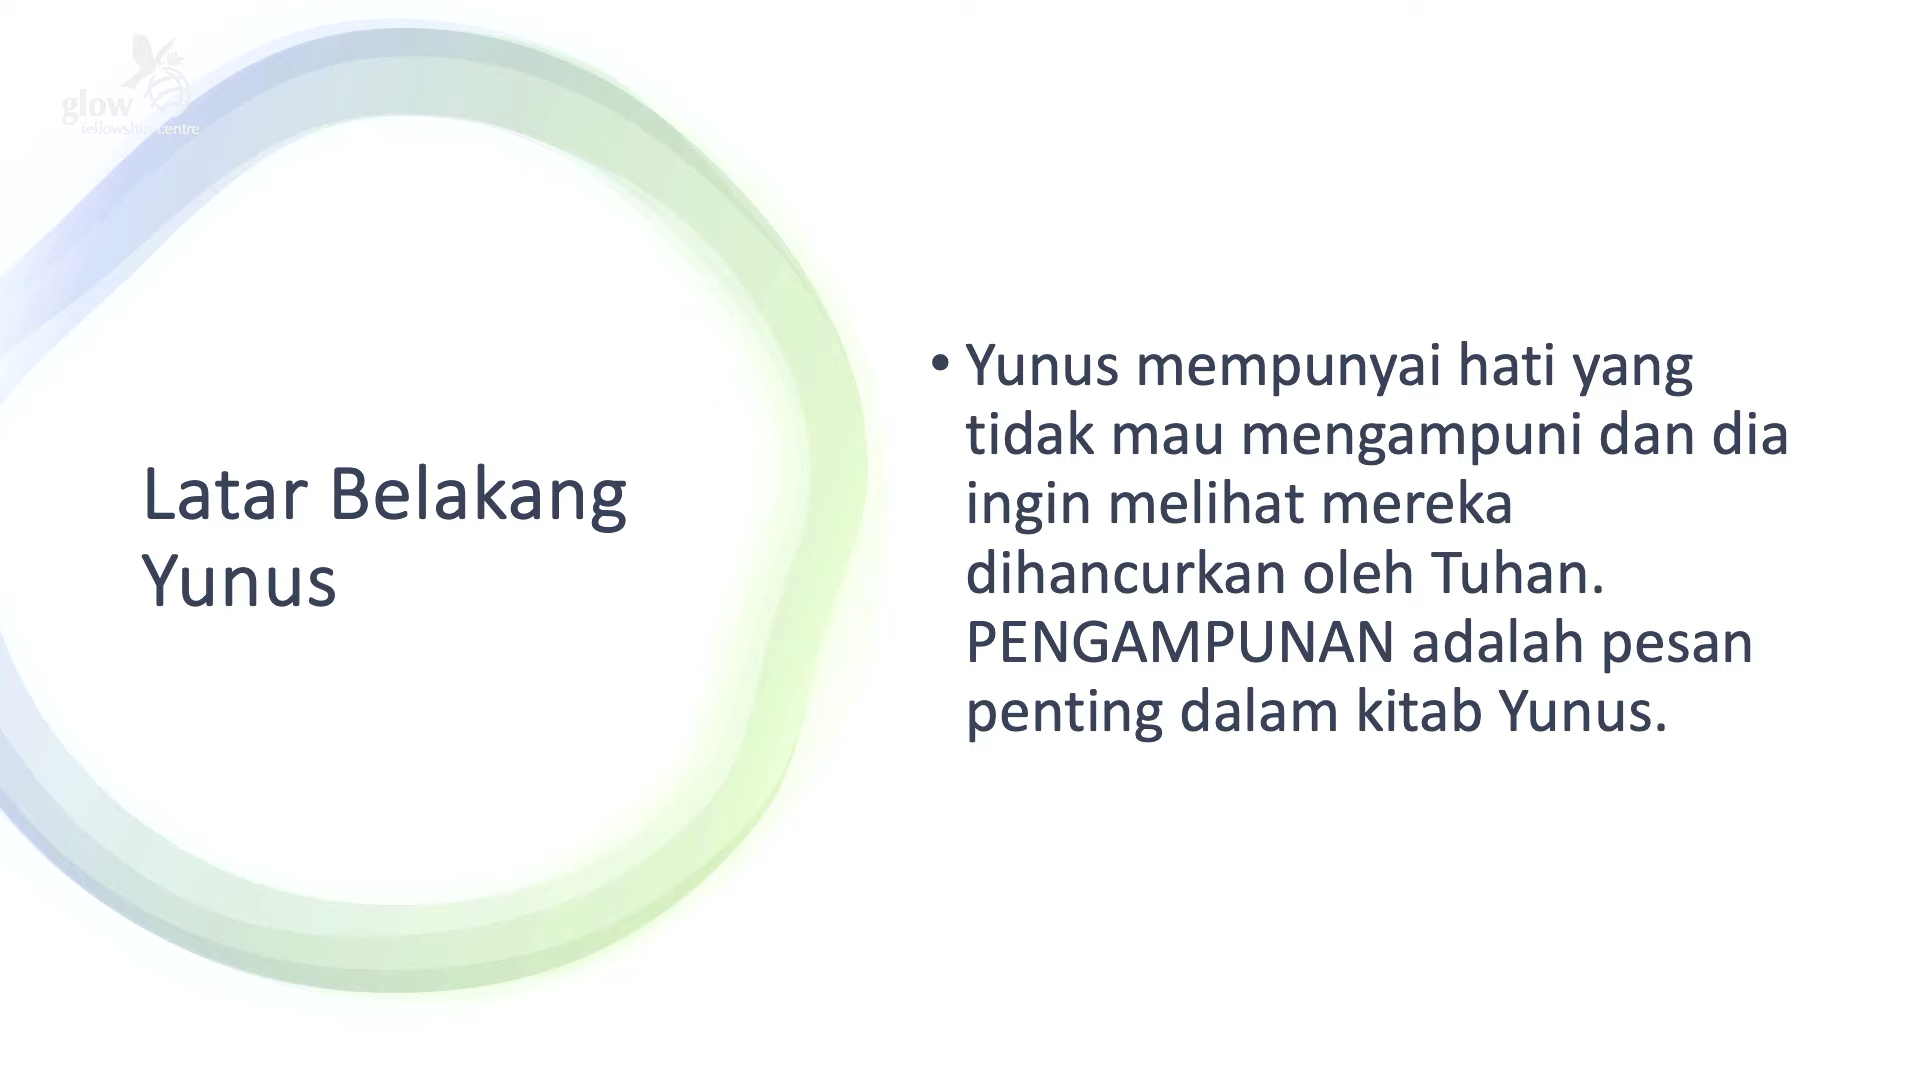 glow
fellowship centre
Latar Belakang
Yunus
• Yunus mempunyai hati yang
tidak mau mengampuni dan dia
ingin melihat mereka
dihancurkan oleh Tuhan.
PENGAMPUNAN adalah pesan
penting dalam kitab Yunus.